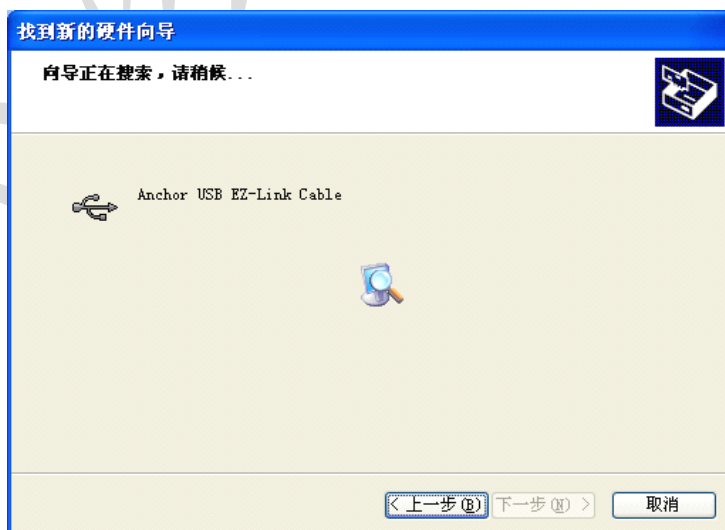 找到新的硬件向导
向导正在搜索，请稍候...
Anchor USB EZ-Link Cable
< 上一步(B)
下一步(N) >
取消